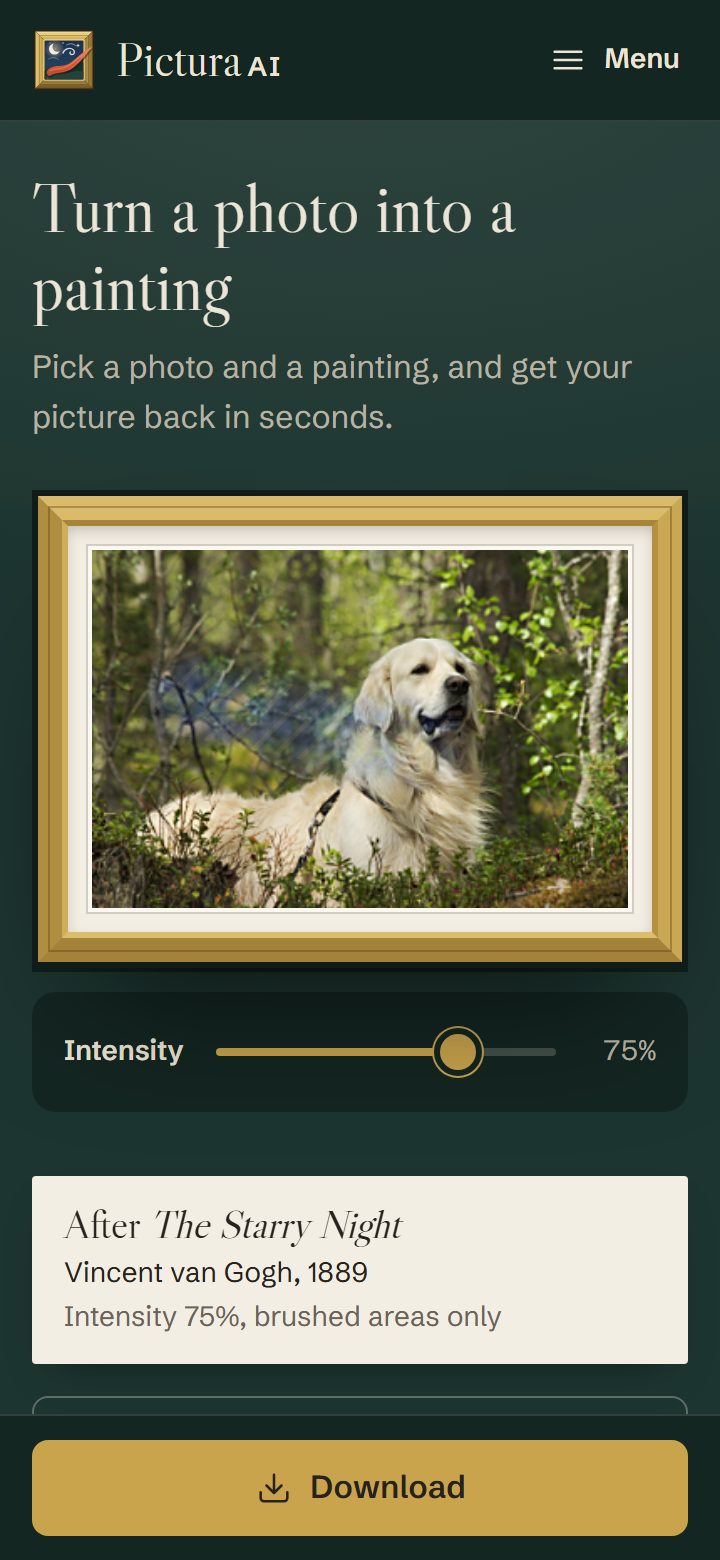 Pictura AI
Menu
Turn a photo into a
painting
Pick a photo and a painting, and get your
picture back in seconds.
Intensity
75%
After The Starry Night
Vincent van Gogh, 1889
Intensity 75%, brushed areas only
Download